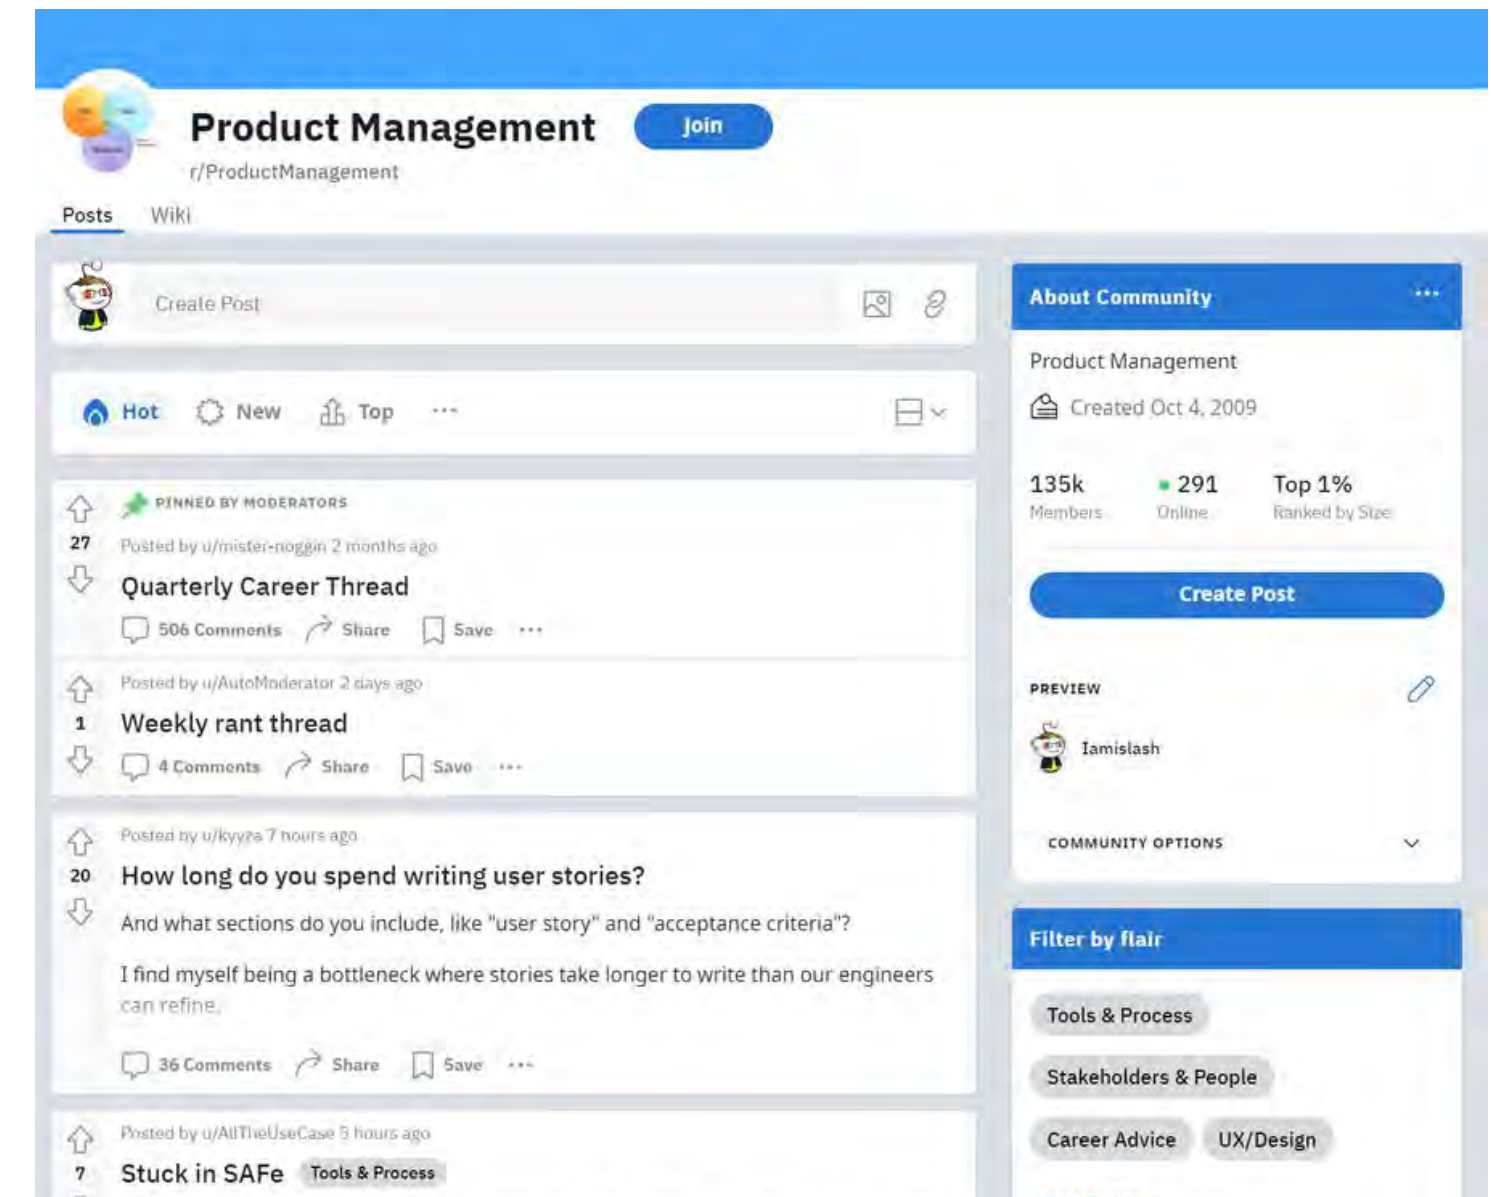 Product Management
Join
r/ProductManagement
Posts
Wiki
Create Post
Hot
New
Top
PINNED BY MODERATORS
27
Posted by u/mister-noggin 2 months ago
Quarterly Career Thread
506 Comments
Share
Save
Posted by u/AutoModerator 2 days ago
1
Weekly rant thread
4 Comments
Share
Save
Posted by u/kyyza 7 hours ago
20
How long do you spend writing user stories?
And what sections do you include, like "user story" and "acceptance criteria"?
I find myself being a bottleneck where stories take longer to write than our engineers
can refine.
36 Comments
Share
Save
Posted by u/AllTheUseCase 5 hours ago
7
Stuck in SAFe
Tools & Process
About Community
Product Management
Created Oct 4, 2009
135k
291
Top 1%
Members
Online
Ranked by Size
Create Post
PREVIEW
Iamislash
COMMUNITY OPTIONS
Filter by flair
Tools & Process
Stakeholders & People
Career Advice
UX/Design